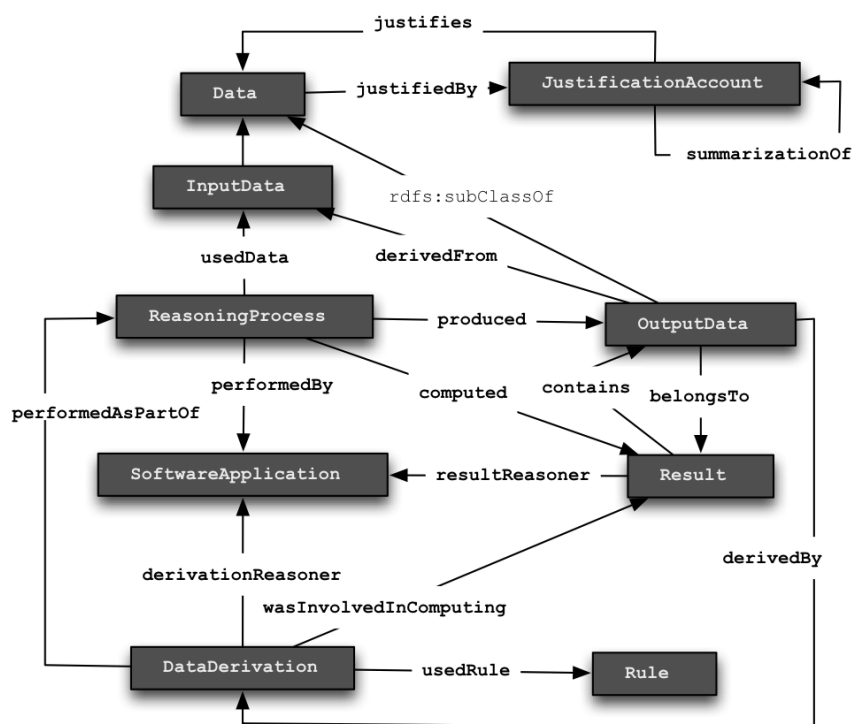 justifies
Data
justifiedBy
JustificationAccount
summarizationOf
InputData
rdfs:subClassOf
usedData
derivedFrom
ReasoningProcess
produced
OutputData
performedBy
computed
contains
belongsTo
performedAsPartOf
SoftwareApplication
resultReasoner
Result
derivationReasoner
derivedBy
wasInvolvedInComputing
DataDerivation
usedRule
Rule